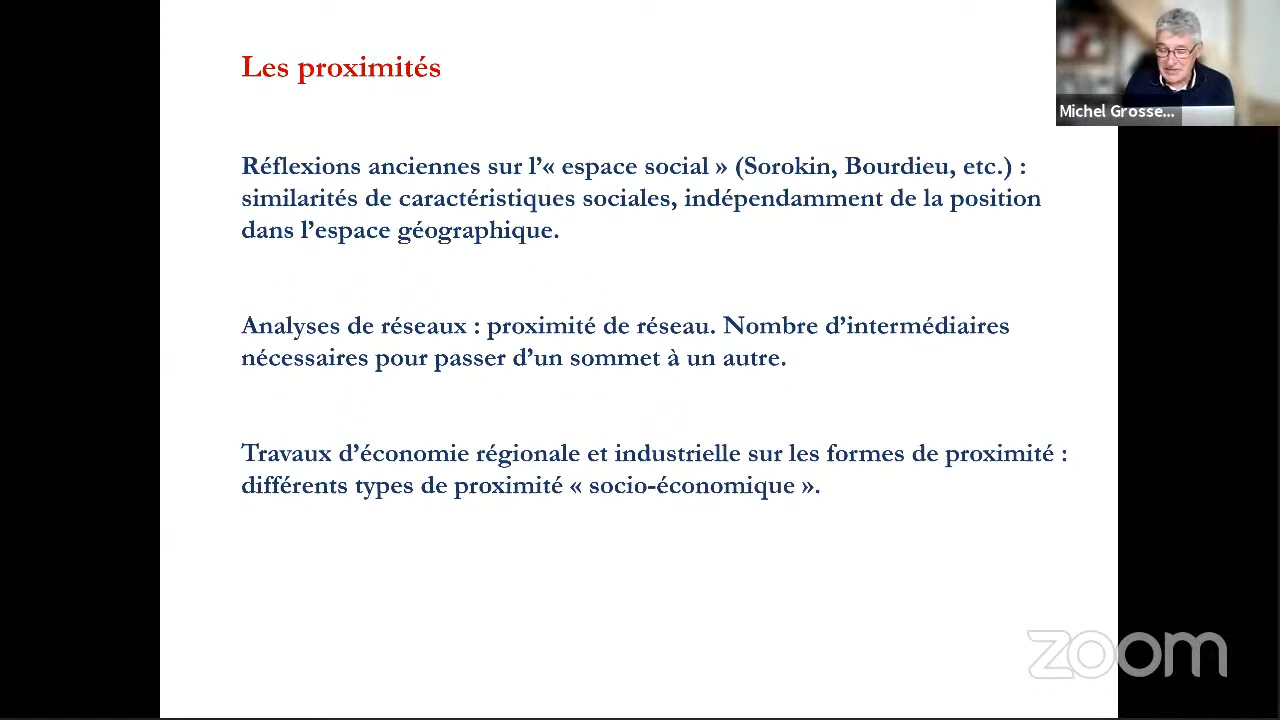 Les proximités
Michel Grosse...
Réflexions anciennes sur l’« espace social » (Sorokin, Bourdieu, etc.) :
similarités de caractéristiques sociales, indépendamment de la position
dans l’espace géographique.
Analyses de réseaux : proximité de réseau. Nombre d’intermédiaires
nécessaires pour passer d’un sommet à un autre.
Travaux d’économie régionale et industrielle sur les formes de proximité :
différents types de proximité « socio-économique ».
zoom